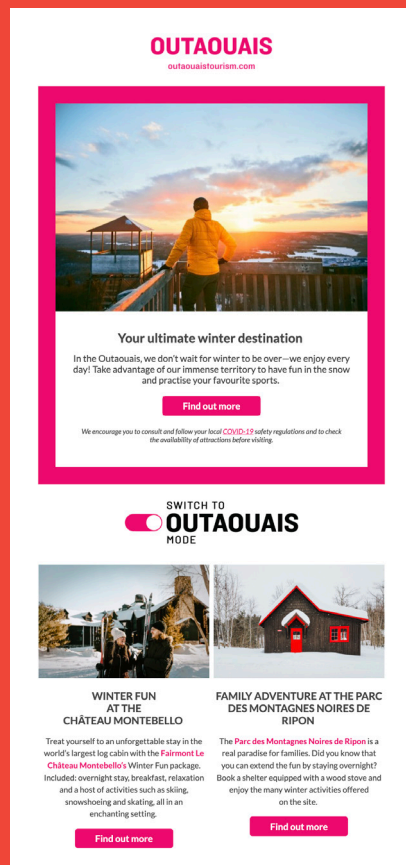 OUTAOUAIS
outaouaistourism.com
Your ultimate winter destination
In the Outaouais, we don't wait for winter to be over—we enjoy every
day! Take advantage of our immense territory to have fun in the snow
and practise your favourite sports.
Find out more
We encourage you to consult and follow your local COVID-19 safety regulations and to check
the availability of attractions before visiting.
SWITCH TO
OUTAOUAIS
MODE
WINTER FUN
AT THE
CHÂTEAU MONTEBELLO
Treat yourself to an unforgettable stay in the
world's largest log cabin with the Fairmont Le
Château Montebello's Winter Fun package.
Included: overnight stay, breakfast, relaxation
and a host of activities such as skiing,
snowshoeing and skating, all in an
enchanting setting.
Find out more
FAMILY ADVENTURE AT THE PARC
DES MONTAGNES NOIRES DE
RIPON
The Parc des Montagnes Noires de Ripon is a
real paradise for families. Did you know that
you can extend the fun by staying overnight?
Book a shelter equipped with a wood stove and
enjoy the many winter activities offered
on the site.
Find out more